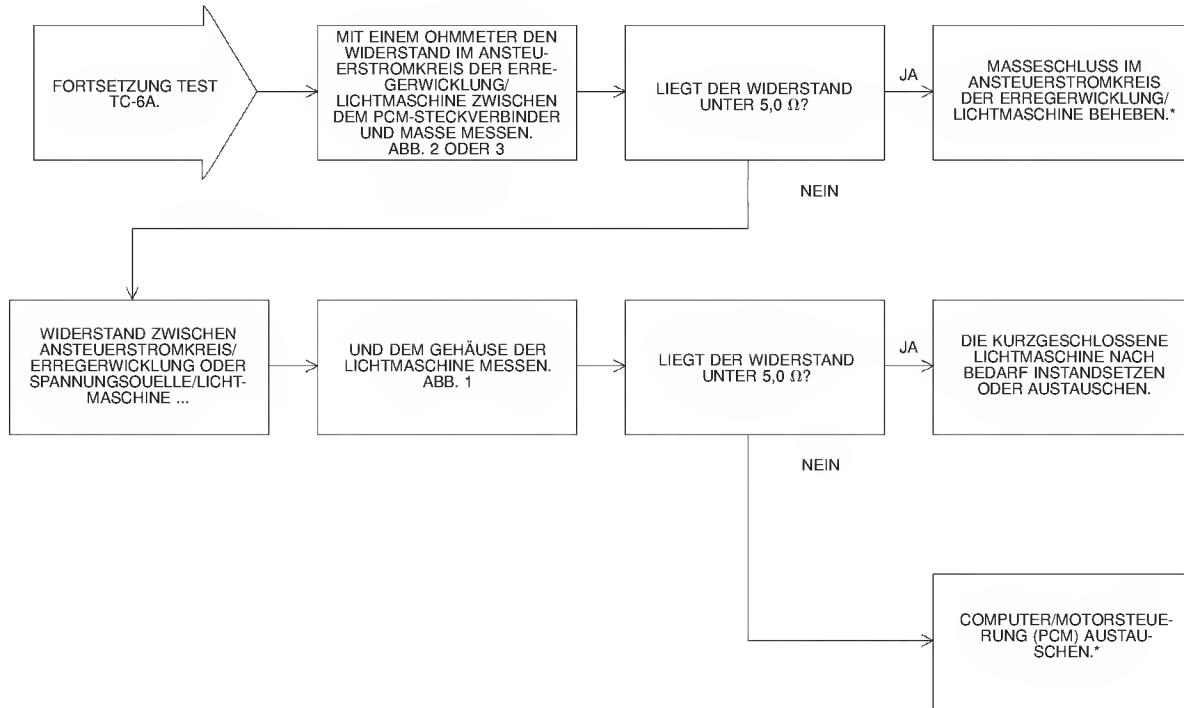 FORTSETZUNG TEST
TC-6A.
MIT EINEM OHMMETER DEN
WIDERSTAND IM ANSTEU-
ERSTROMKREIS DER ERRE-
GERWICKLUNG/
LICHTMASCHINE ZWISCHEN
DEM PCM-STECKVERBINDER
UND MASSE MESSEN.
ABB. 2 ODER 3
LIEGT DER WIDERSTAND
UNTER 5,0 Ω?
JA
MASSESCHLUSS IM
ANSTEUERSTROMKREIS
DER ERREGERWICKLUNG/
LICHTMASCHINE BEHEBEN.*
NEIN
WIDERSTAND ZWISCHEN
ANSTEUERSTROMKREIS/
ERREGERWICKLUNG ODER
SPANNUNGSOUELLE/LICHT-
MASCHINE ...
UND DEM GEHÄUSE DER
LICHTMASCHINE MESSEN.
ABB. 1
LIEGT DER WIDERSTAND
UNTER 5,0 Ω?
JA
DIE KURZGESCHLOSSENE
LICHTMASCHINE NACH
BEDARF INSTANDSETZEN
ODER AUSTAUSCHEN.
NEIN
COMPUTER/MOTORSTEUE-
RUNG (PCM) AUSTAU-
SCHEN.*